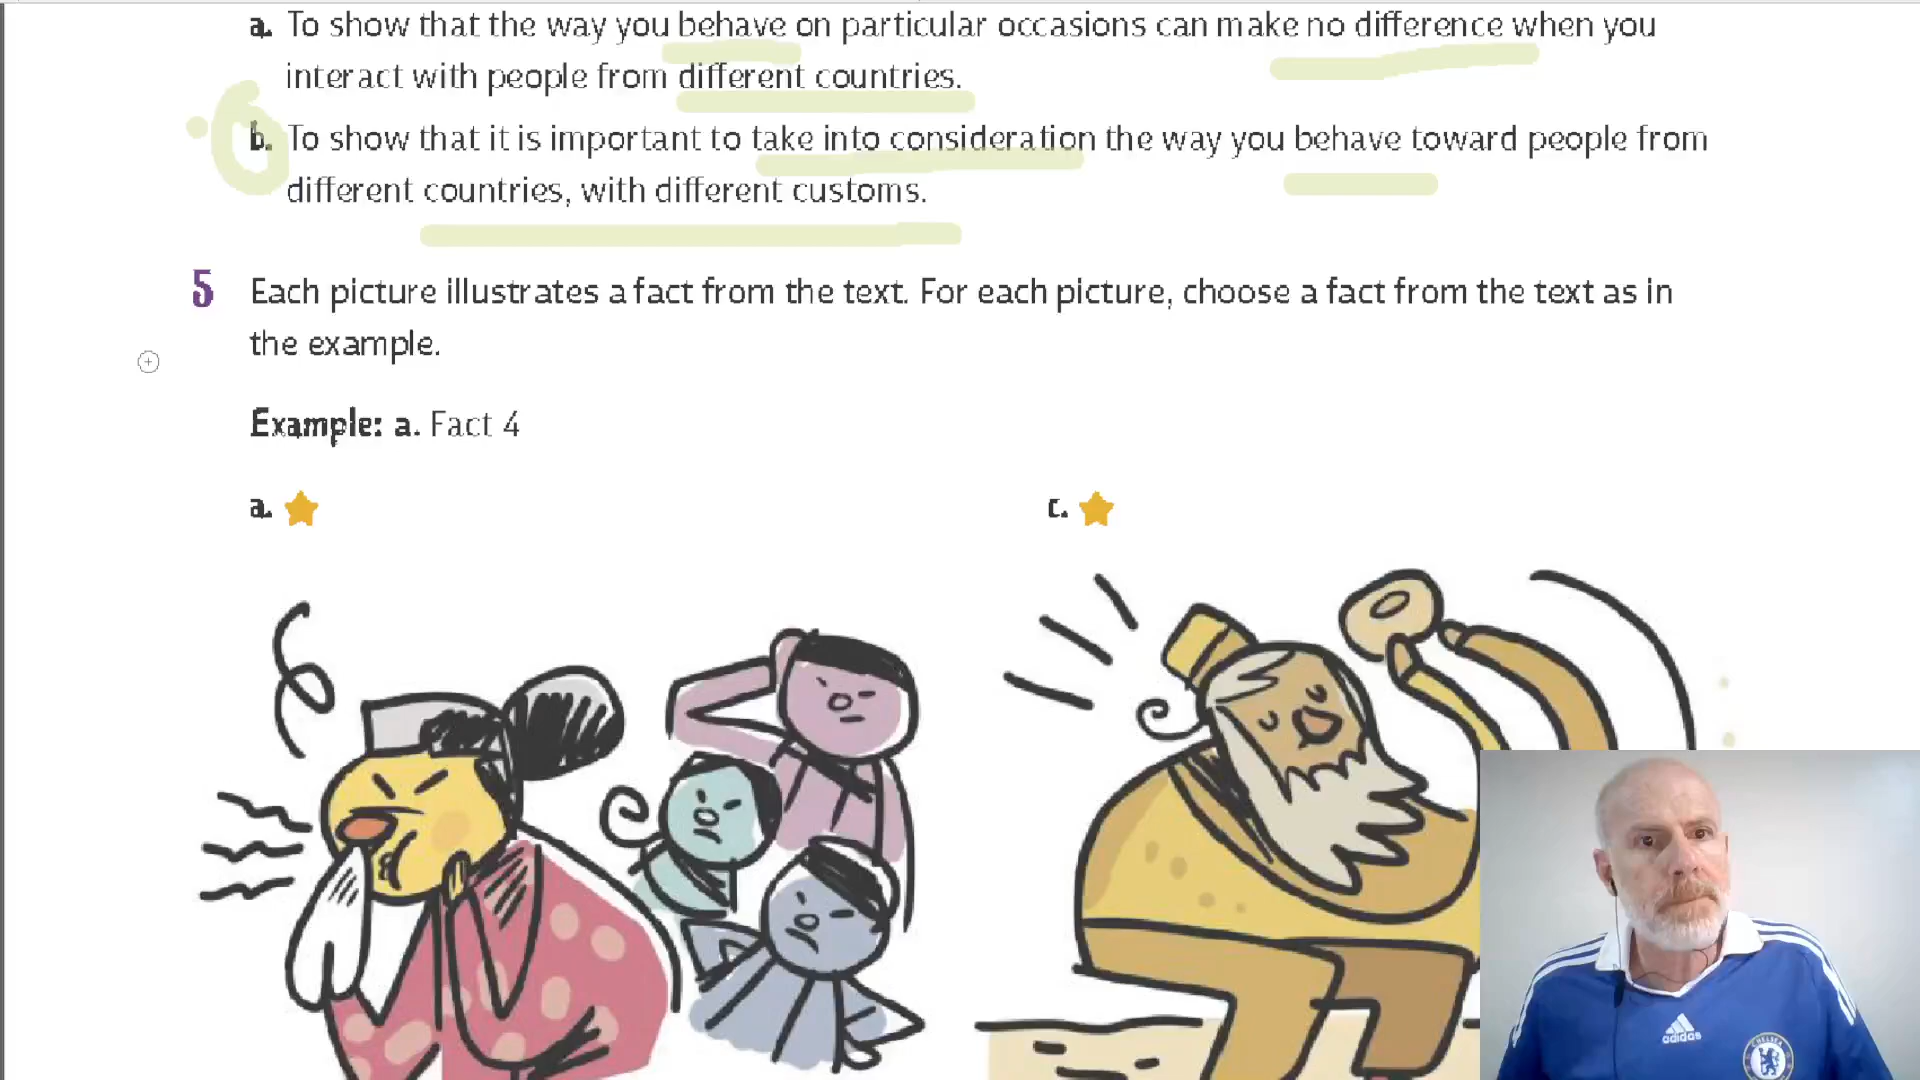 a. To show that the way you behave on particular occasions can make no difference when you
interact with people from different countries.
b. To show that it is important to take into consideration the way you behave toward people from
different countries, with different customs.
5 Each picture illustrates a fact from the text. For each picture, choose a fact from the text as in
the example.
Example: a. Fact 4
a.
c.
adidas
CHELSEA